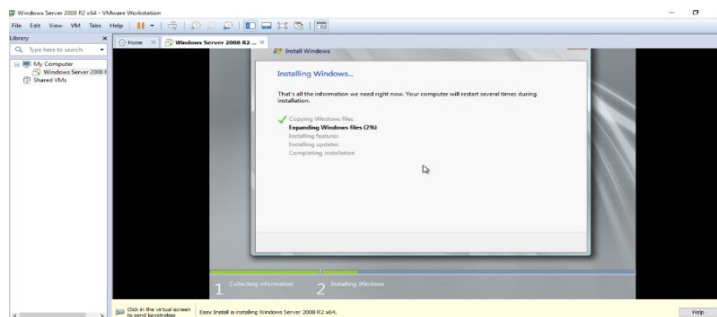 Windows Server 2008 R2 x64 - VMware Workstation
File Edit View VM Tabs Help
Library
Type here to search
My Computer
Windows Server 2008 R
Shared VMs
Home
Windows Server 2008 R2 ...
Install Windows
Installing Windows...
That's all the information we need right now. Your computer will restart several times during
installation.
Copying Windows files
Expanding Windows files (2%)
Installing features
Installing updates
Completing installation
1 Collecting information 2 Installing Windows
Click in the virtual screen
to send keystrokes
Easy Install is installing Windows Server 2008 R2 x64.
Help